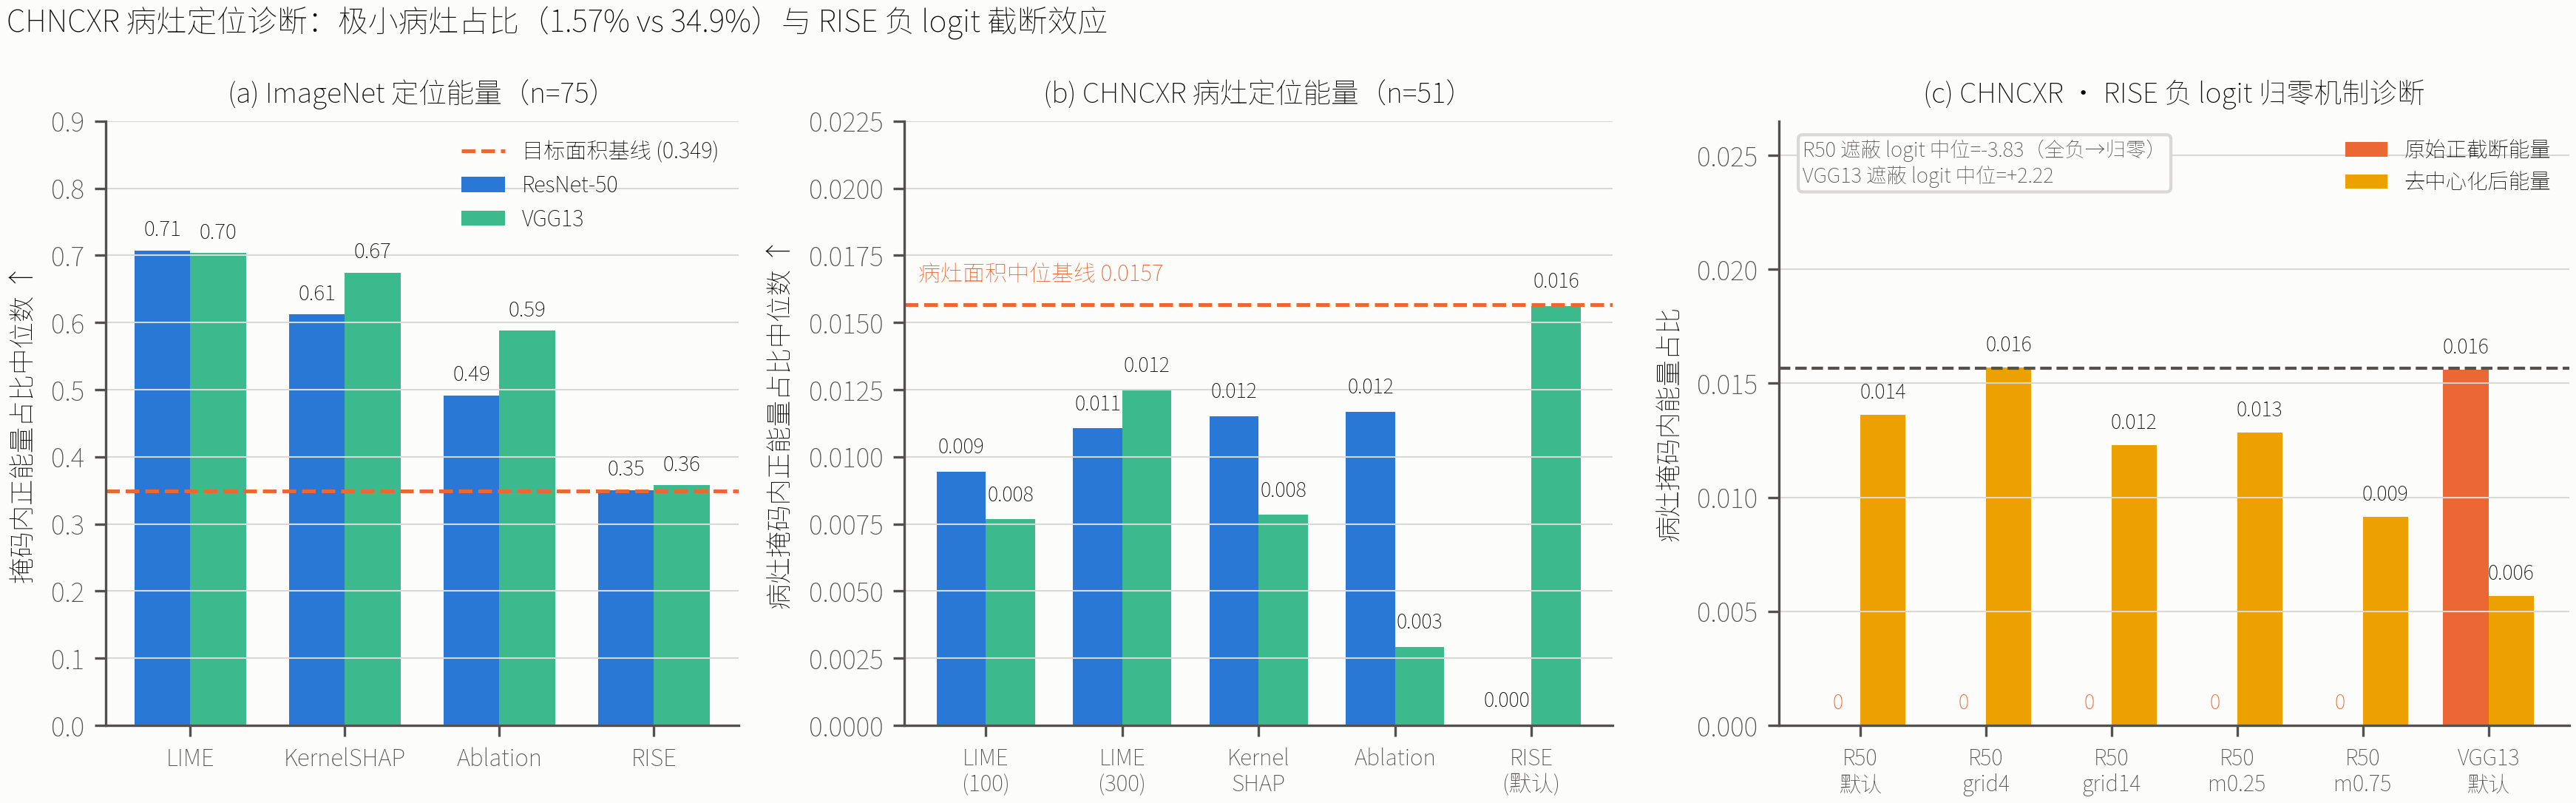 CHNCXR 病灶定位诊断：极小病灶占比（1.57% vs 34.9%）与 RISE 负 logit 截断效应
(a) ImageNet 定位能量（n=75）
掩码内正能量占比中位数 ↑
0.9
0.8
0.7
0.6
0.5
0.4
0.3
0.2
0.1
0.0
目标面积基线 (0.349)
ResNet-50
VGG13
0.71
0.70
0.61
0.67
0.49
0.59
0.35
0.36
LIME
KernelSHAP
Ablation
RISE
(b) CHNCXR 病灶定位能量（n=51）
病灶掩码内正能量占比中位数 ↑
0.0225
0.0200
0.0175
0.0150
0.0125
0.0100
0.0075
0.0050
0.0025
0.0000
病灶面积中位基线 0.0157
0.009
0.008
0.011
0.012
0.012
0.008
0.012
0.003
0.000
0.016
LIME
(100)
LIME
(300)
Kernel
SHAP
Ablation
RISE
(默认)
(c) CHNCXR · RISE 负 logit 归零机制诊断
病灶掩码内能量占比
0.025
0.020
0.015
0.010
0.005
0.000
R50 遮蔽 logit 中位=-3.83（全负→归零）
VGG13 遮蔽 logit 中位=+2.22
原始正截断能量
去中心化后能量
0
0.014
0
0.016
0
0.012
0
0.013
0
0.009
0.016
0.006
R50
默认
R50
grid4
R50
grid14
R50
m0.25
R50
m0.75
VGG13
默认